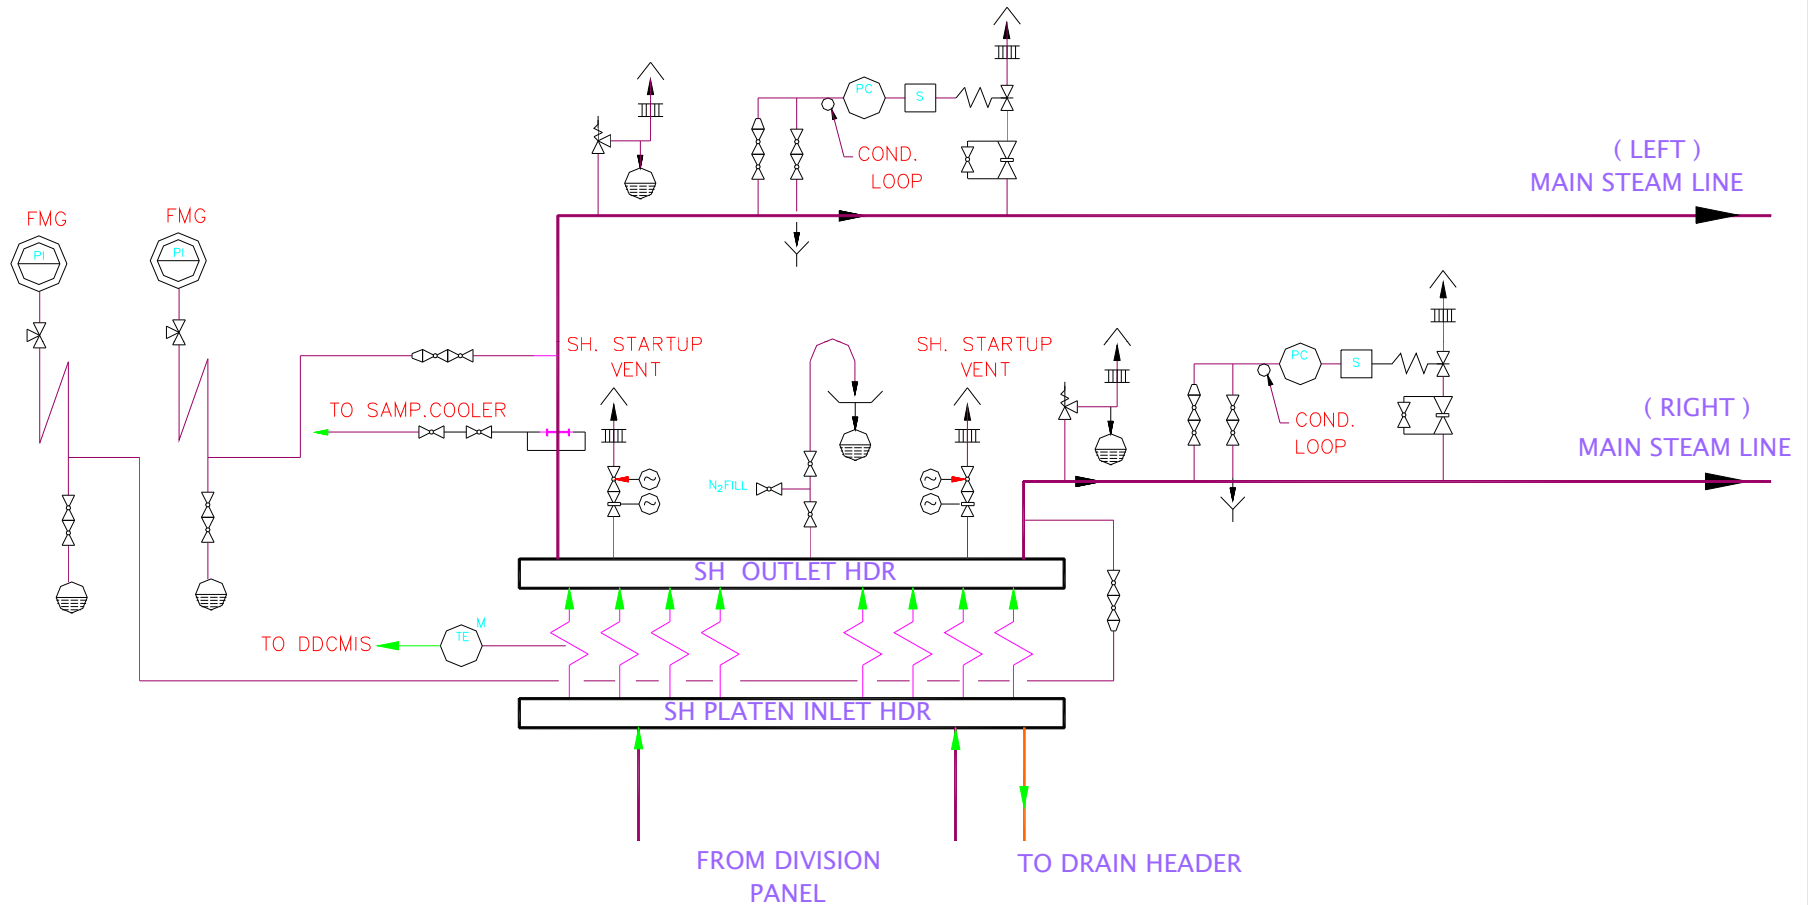 PC
S
COND.
LOOP
( LEFT )
MAIN STEAM LINE
FMG
PI
FMG
PI
SH. STARTUP
VENT
SH. STARTUP
VENT
PC
S
COND.
LOOP
( RIGHT )
MAIN STEAM LINE
TO SAMP.COOLER
N₂FILL
SH OUTLET HDR
TO DDCMIS
TE
M
SH PLATEN INLET HDR
FROM DIVISION
PANEL
TO DRAIN HEADER